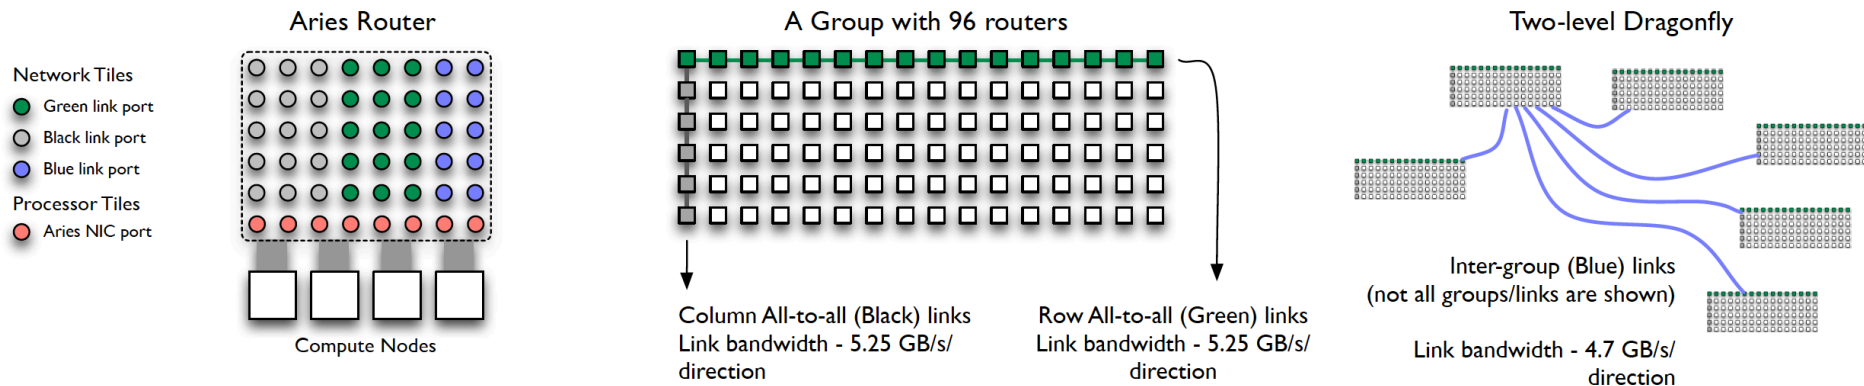 Aries Router
Network Tiles
Green link port
Black link port
Blue link port
Processor Tiles
Aries NIC port
Compute Nodes
A Group with 96 routers
Column All-to-all (Black) links
Link bandwidth - 5.25 GB/s/
direction
Row All-to-all (Green) links
Link bandwidth - 5.25 GB/s/
direction
Two-level Dragonfly
Inter-group (Blue) links
(not all groups/links are shown)
Link bandwidth - 4.7 GB/s/
direction